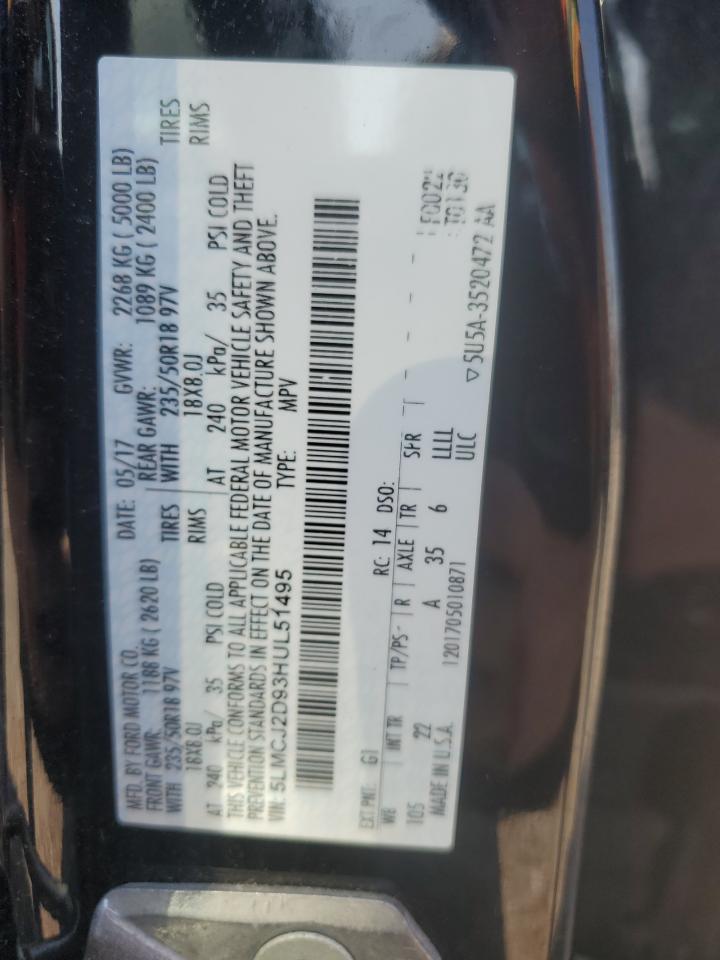 MFD. BY FORD MOTOR CO.
DATE: 05/17 GVWR: 2268 KG ( 5000 LB)
FRONT GAWR: 1188 KG ( 2620 LB) REAR GAWR: 1089 KG ( 2400 LB)
WITH 235/50R18 97V TIRES WITH 235/50R18 97V TIRES
18X8.0J RIMS 18X8.0J RIMS
AT 240 kPa/ 35 PSI COLD AT 240 kPa/ 35 PSI COLD
THIS VEHICLE CONFORMS TO ALL APPLICABLE FEDERAL MOTOR VEHICLE SAFETY AND THEFT
PREVENTION STANDARDS IN EFFECT ON THE DATE OF MANUFACTURE SHOWN ABOVE.
VIN: 5LMCJ2D93HUL51495 TYPE: MPV
EXT PNT: G1 RC: 14 DSO:
WB INT TR TP/PS R AXLE TR SPR
105 22 A 35 6 LLLL
MADE IN U.S.A. 1201705010871 ULC
▽5U5A-3520472 AA